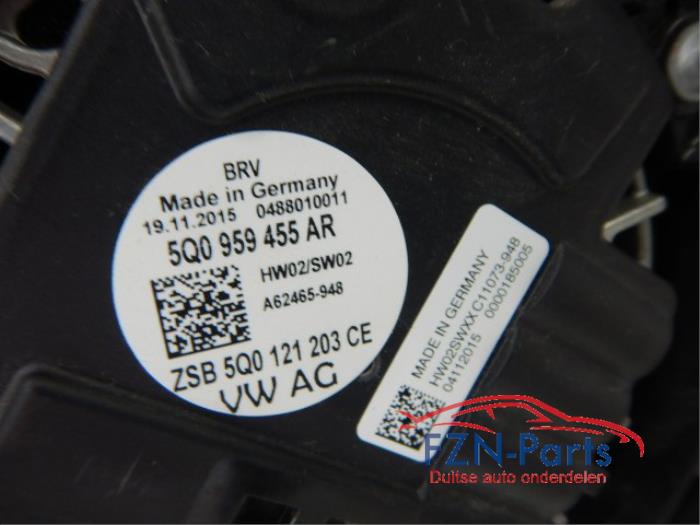 BRV
Made in Germany
19.11.2015 0488010011
5Q0 959 455 AR
HW02/SW02
A62465-948
ZSB 5Q0 121 203 CE
VW AG
MADE IN GERMANY
HW02SWXX C11073-948
04112015 0000185005
FZN-Parts
Duitse auto onderdelen